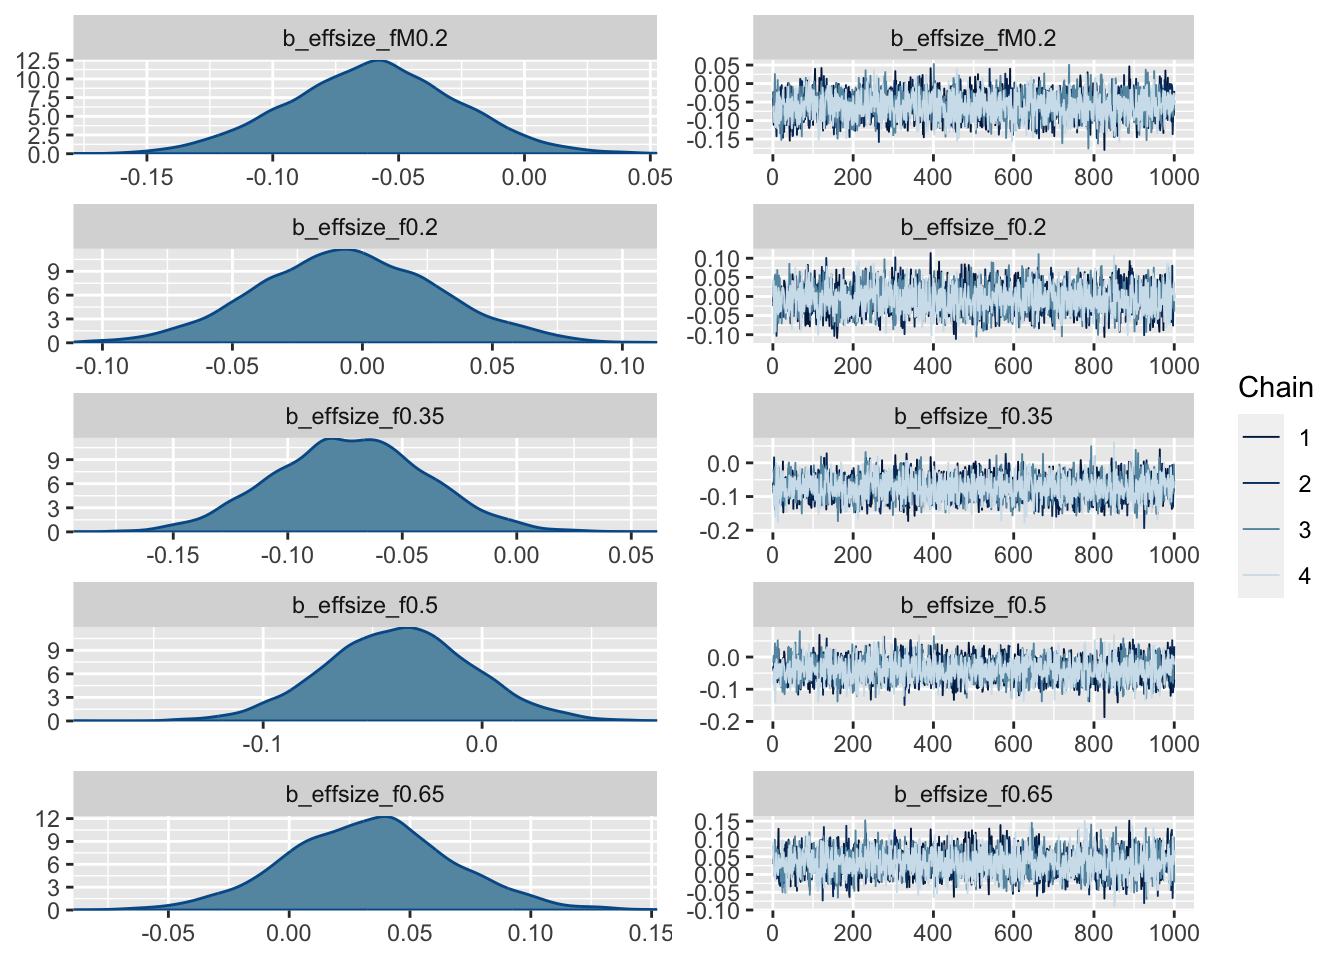 b_effsize_fM0.2
12.5
10.0
7.5
5.0
2.5
0.0
-0.15 -0.10 -0.05 0.00 0.05
b_effsize_fM0.2
0.05
0.00
-0.05
-0.10
-0.15
0 200 400 600 800 1000
b_effsize_f0.2
9
6
3
0
-0.10 -0.05 0.00 0.05 0.10
b_effsize_f0.2
0.10
0.05
0.00
-0.05
-0.10
0 200 400 600 800 1000
b_effsize_f0.35
9
6
3
0
-0.15 -0.10 -0.05 0.00 0.05
b_effsize_f0.35
0.0
-0.1
-0.2
0 200 400 600 800 1000
b_effsize_f0.5
9
6
3
0
-0.1 0.0
b_effsize_f0.5
0.0
-0.1
-0.2
0 200 400 600 800 1000
b_effsize_f0.65
12
9
6
3
0
-0.05 0.00 0.05 0.10 0.15
b_effsize_f0.65
0.15
0.10
0.05
0.00
-0.05
-0.10
0 200 400 600 800 1000
Chain
1
2
3
4